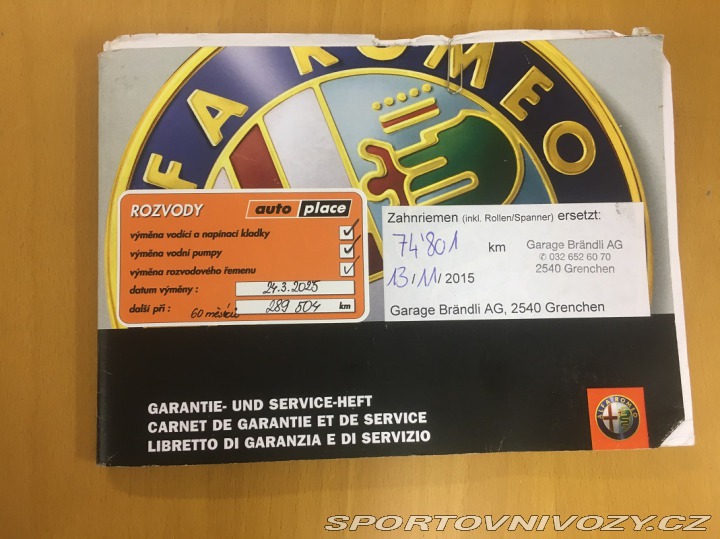 ALFA ROMEO
ROZVODY auto place
výměna vodící a napínací kladky
výměna vodní pumpy
výměna rozvodového řemenu
datum výměny : 24.3.2025
další při : 60 měsíců 289 504 km
Zahnriemen (inkl. Rollen/Spanner) ersetzt:
74'801 km
13/11/2015
Garage Brändli AG
✆ 032 652 60 70
2540 Grenchen
Garage Brändli AG, 2540 Grenchen
GARANTIE- UND SERVICE-HEFT
CARNET DE GARANTIE ET DE SERVICE
LIBRETTO DI GARANZIA E DI SERVIZIO
ALFA ROMEO
SPORTOVNIVOZY.CZ